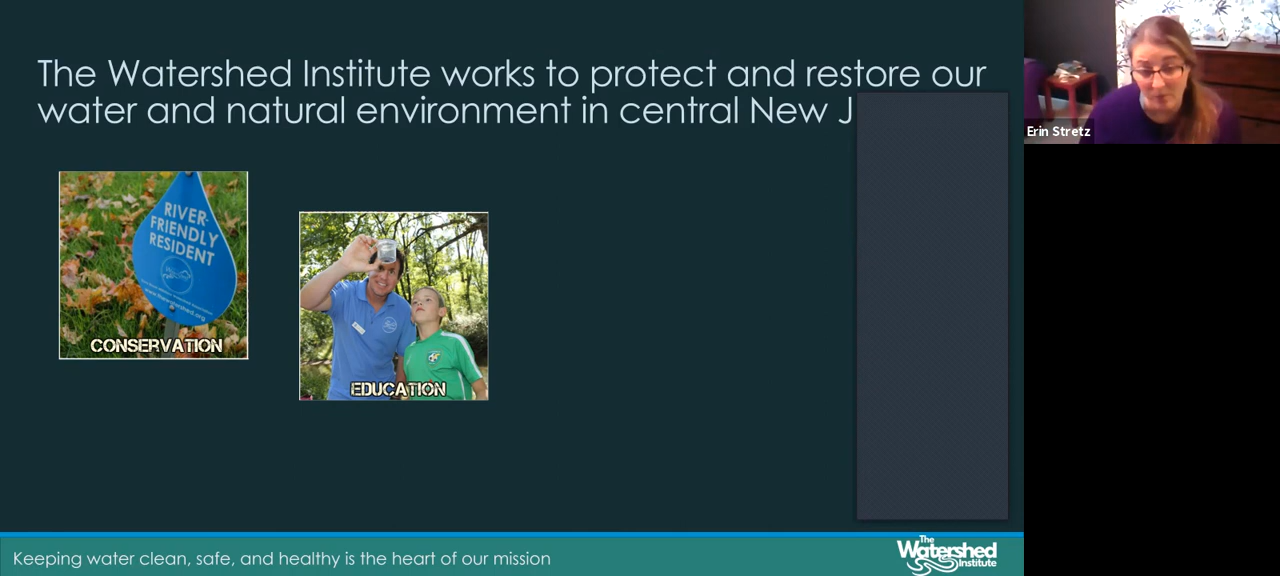 The Watershed Institute works to protect and restore our
water and natural environment in central New J
RIVER-
FRIENDLY
RESIDENT
CONSERVATION
EDUCATION
Erin Stretz
Keeping water clean, safe, and healthy is the heart of our mission
The
Watershed
Institute